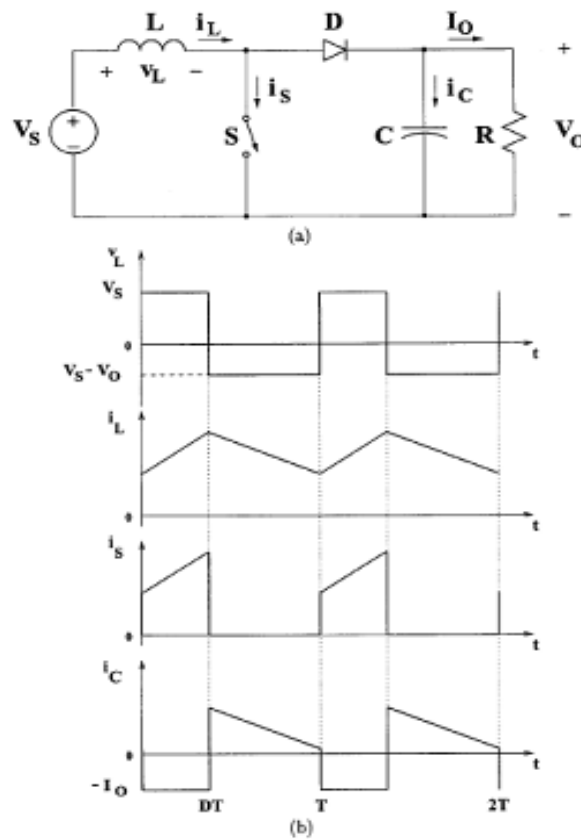 L i_L D I_O
+ v_L − i_S i_C +
V_S + − S C R V_O
−
(a)
v_L
V_S
0 t
V_S - V_O
i_L
0 t
i_S
0 t
i_C
0 t
- I_O
DT T 2T
(b)